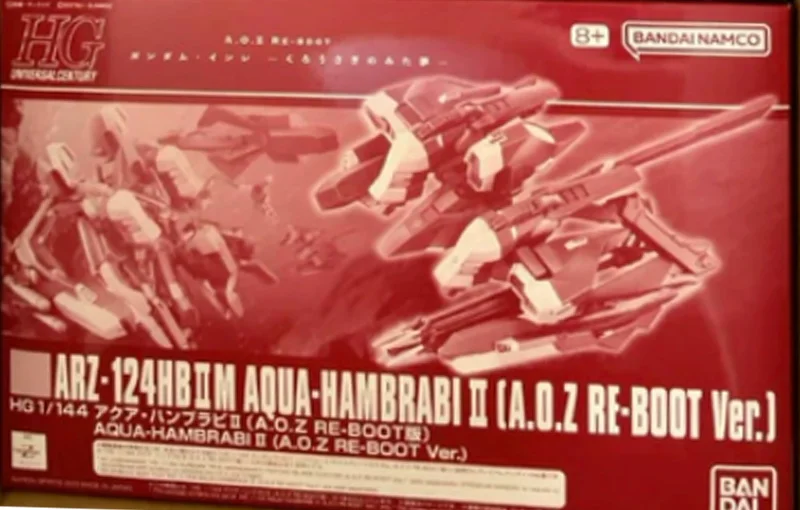 HG
UNIVERSAL CENTURY
A.O.Z RE-BOOT
ガンダム・インレ ―くろうさぎのみた夢―
8+
BANDAI NAMCO
ARZ-124HBⅡM AQUA-HAMBRABI Ⅱ (A.O.Z RE-BOOT Ver.)
HG 1/144 アクア・ハンブラビⅡ (A.O.Z RE-BOOT版)
AQUA-HAMBRABI Ⅱ (A.O.Z RE-BOOT Ver.)
BAN
DAI